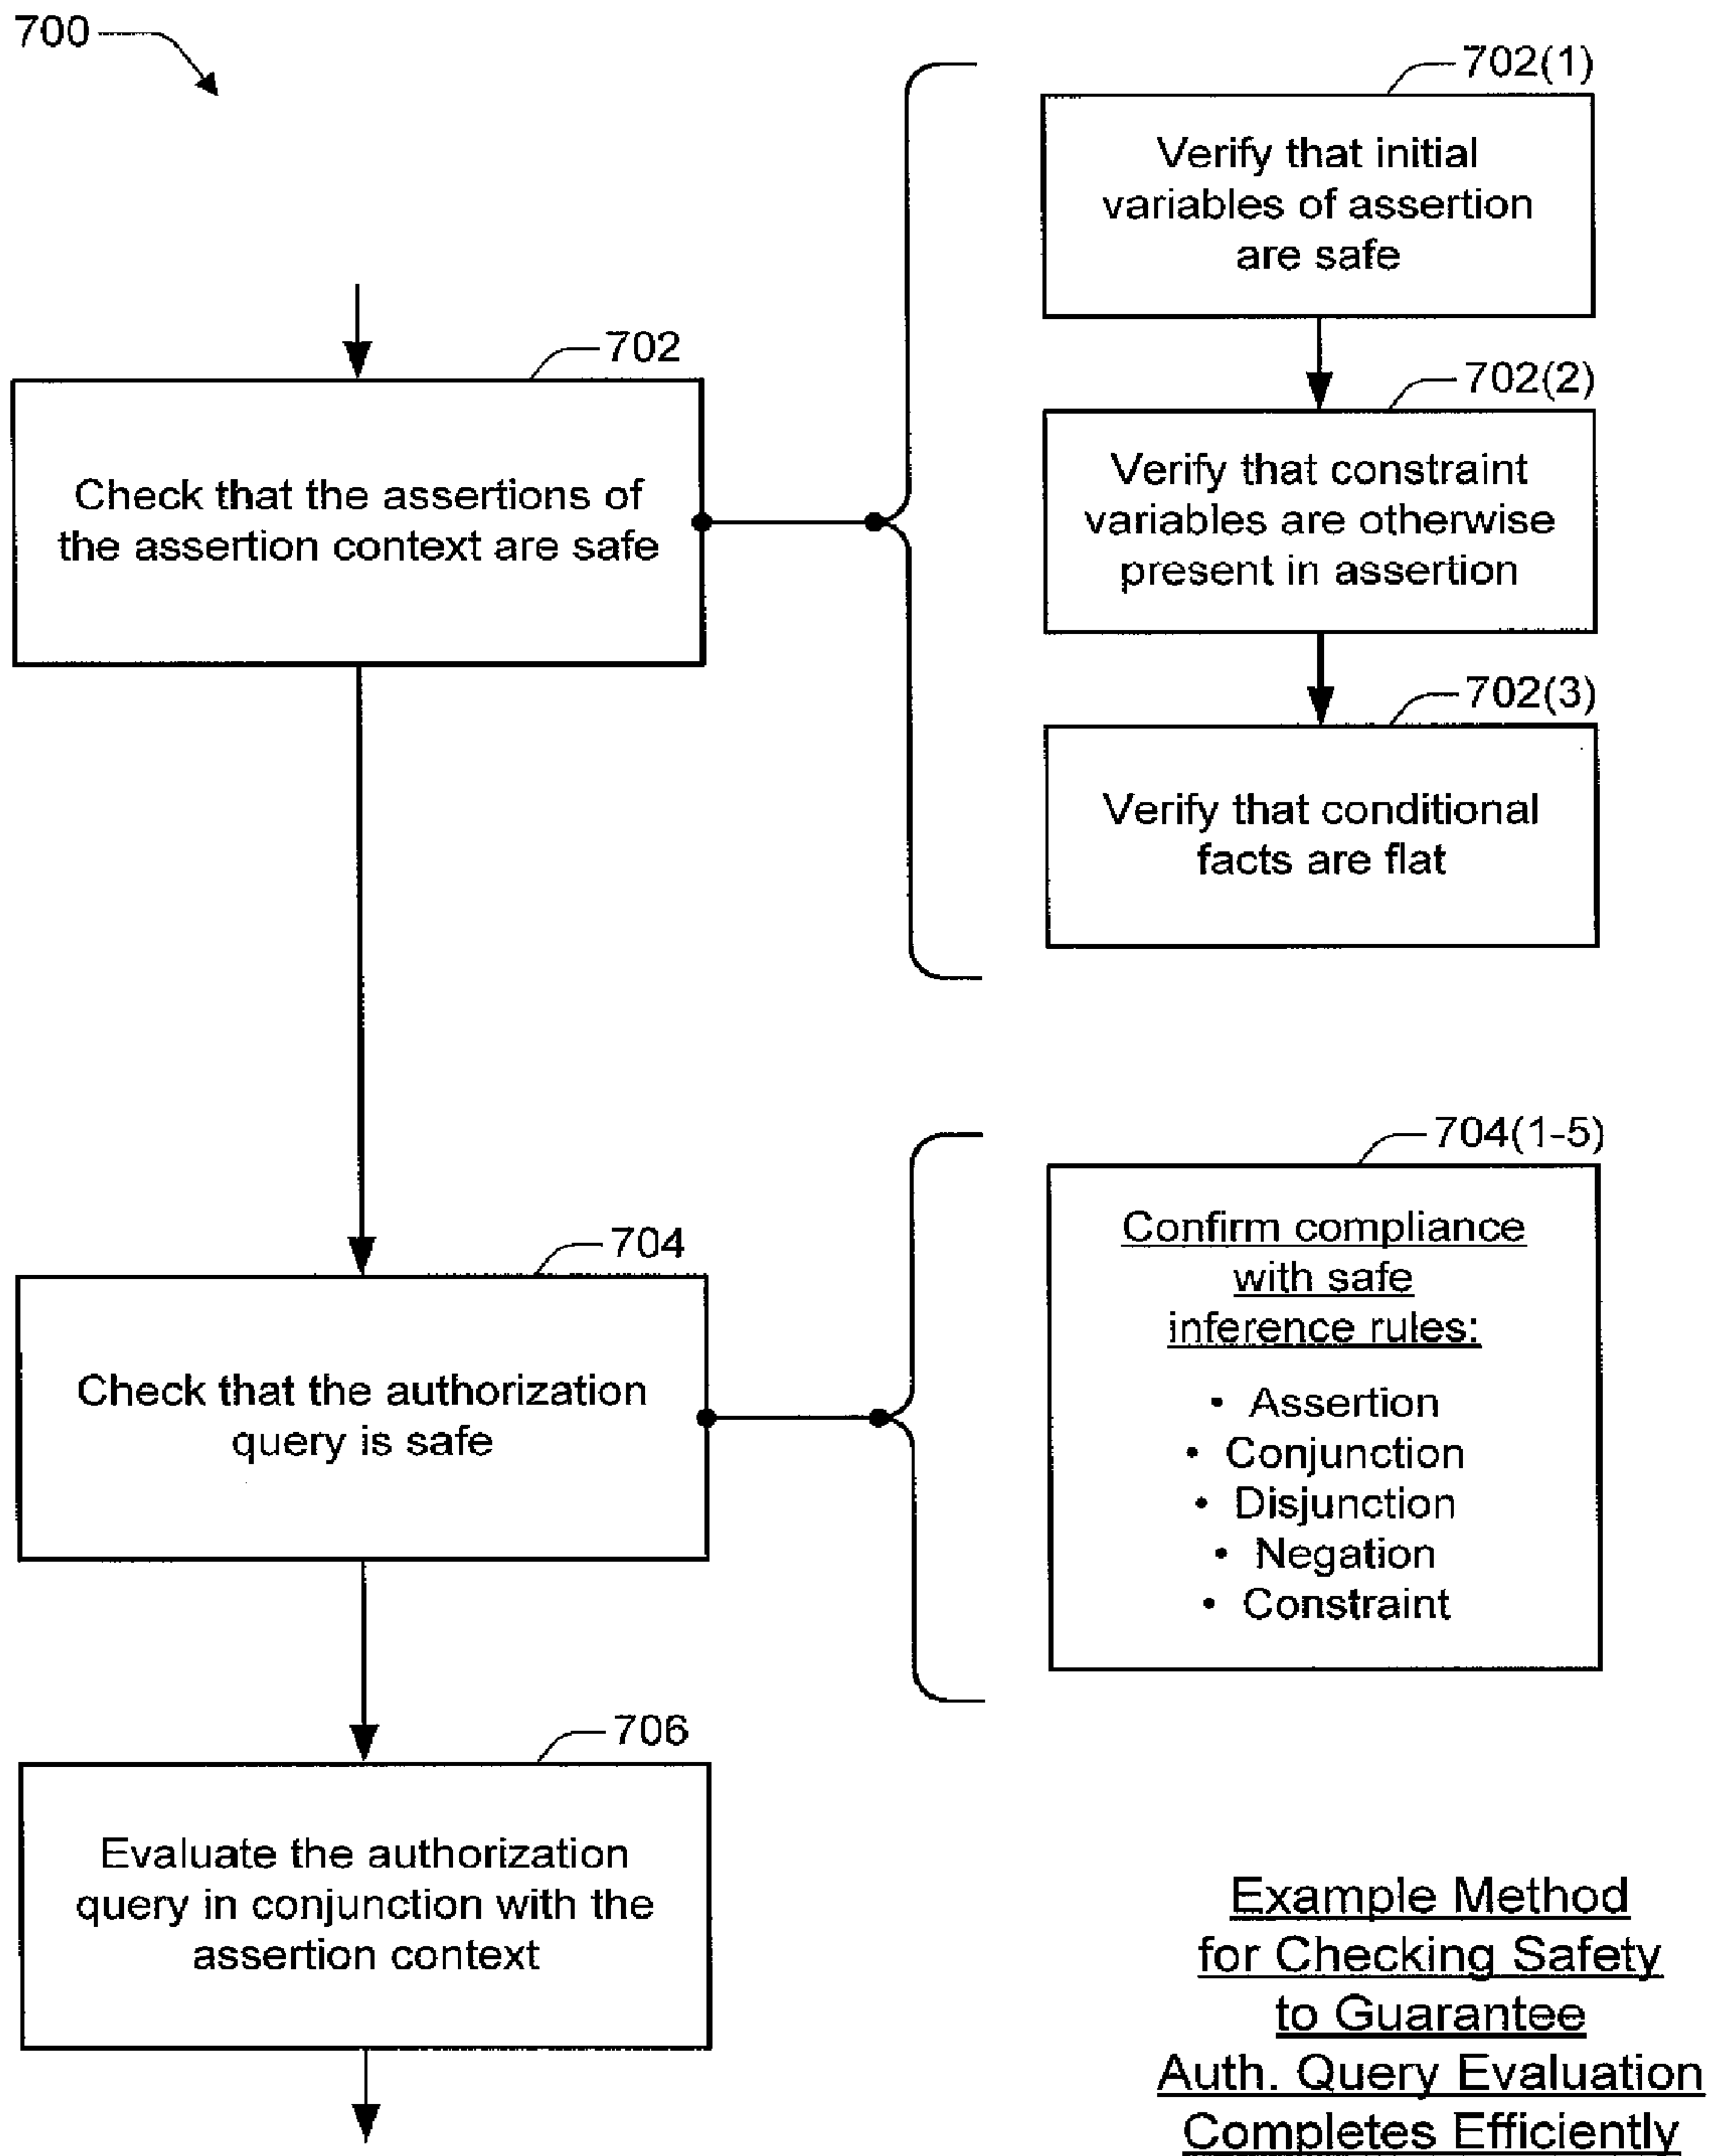 700
702(1)
Verify that initial
variables of assertion
are safe
702
Check that the assertions of
the assertion context are safe
702(2)
Verify that constraint
variables are otherwise
present in assertion
702(3)
Verify that conditional
facts are flat
704
Check that the authorization
query is safe
704(1-5)
Confirm compliance
with safe
inference rules:
• Assertion
• Conjunction
• Disjunction
• Negation
• Constraint
706
Evaluate the authorization
query in conjunction with the
assertion context
Example Method
for Checking Safety
to Guarantee
Auth. Query Evaluation
Completes Efficiently